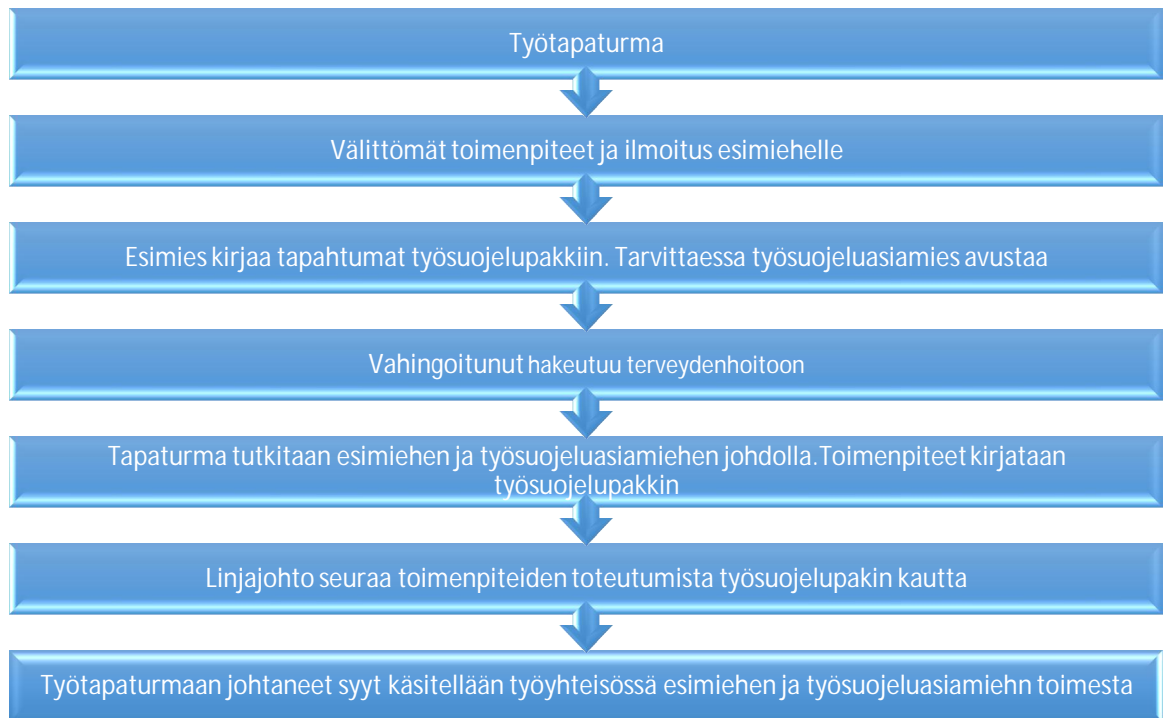 Työtapaturma
Välittömät toimenpiteet ja ilmoitus esimiehelle
Esimies kirjaa tapahtumat työsuojelupakkiin. Tarvittaessa työsuojeluasiamies avustaa
Vahingoitunut hakeutuu terveydenhoitoon
Tapaturma tutkitaan esimiehen ja työsuojeluasiamiehen johdolla.Toimenpiteet kirjataan
työsuojelupakkin
Linjajohto seuraa toimenpiteiden toteutumista työsuojelupakin kautta
Työtapaturmaan johtaneet syyt käsitellään työyhteisössä esimiehen ja työsuojeluasiamiehn toimesta